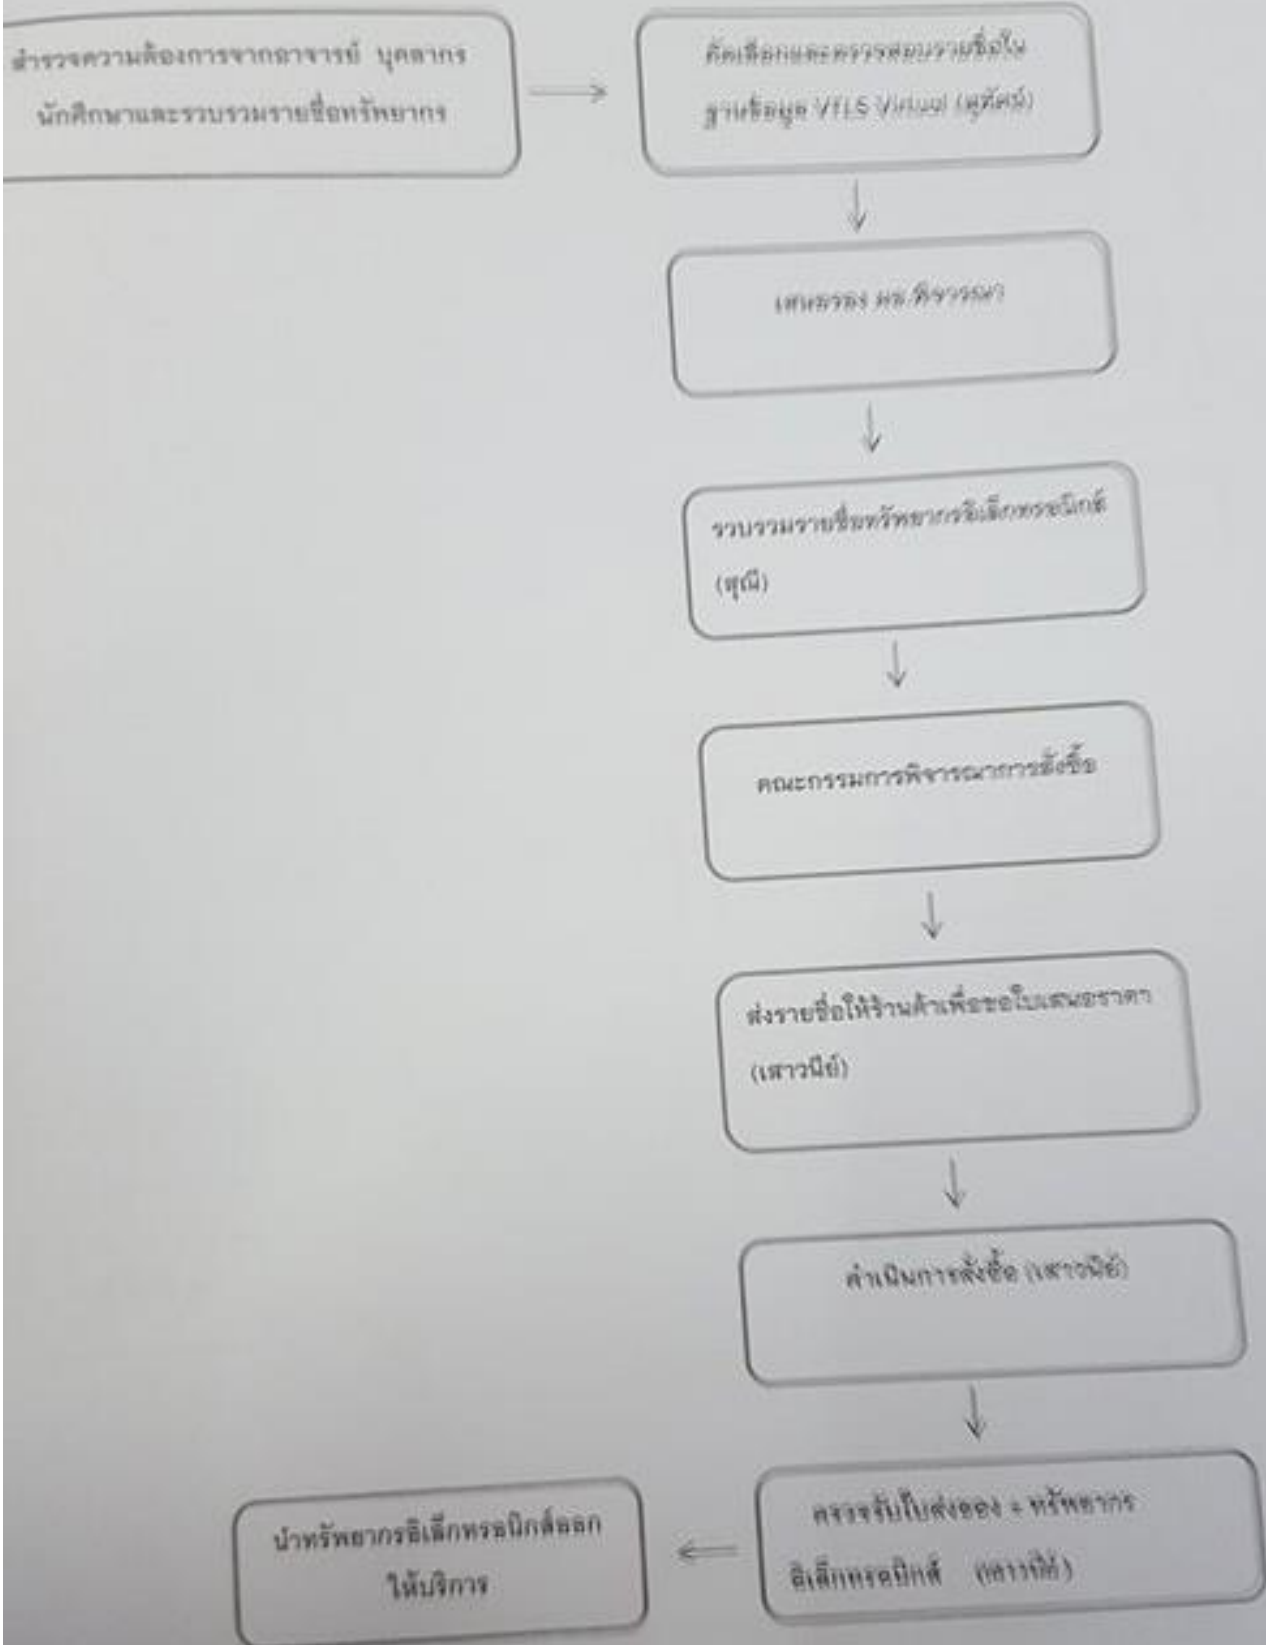 สำรวจความต้องการจากอาจารย์ บุคลากร
นักศึกษาและรวบรวมรายชื่อทรัพยากร
คัดเลือกและตรวจสอบรายชื่อใน
ฐานข้อมูล VTLS Virtual (สุทัศน์)
เสนอรอง ผอ.พิจารณา
รวบรวมรายชื่อทรัพยากรอิเล็กทรอนิกส์
(สุณี)
คณะกรรมการพิจารณาการสั่งซื้อ
ส่งรายชื่อให้ร้านค้าเพื่อขอใบเสนอราคา
(เสาวนีย์)
ดำเนินการสั่งซื้อ (เสาวนีย์)
ตรวจรับใบส่งของ + ทรัพยากร
อิเล็กทรอนิกส์ (เสาวนีย์)
นำทรัพยากรอิเล็กทรอนิกส์ออก
ให้บริการ